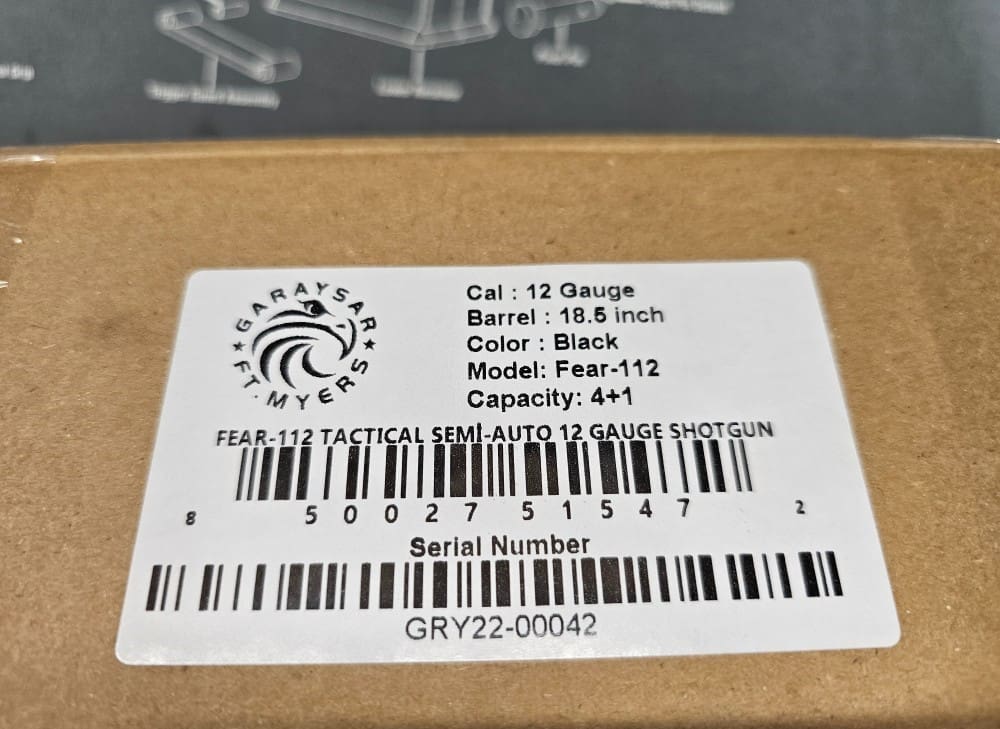 GARAYSAR
FT. MYERS
Cal : 12 Gauge
Barrel : 18.5 inch
Color : Black
Model: Fear-112
Capacity: 4+1
FEAR-112 TACTICAL SEMİ-AUTO 12 GAUGE SHOTGUN
8 50027 51547 2
Serial Number
GRY22-00042